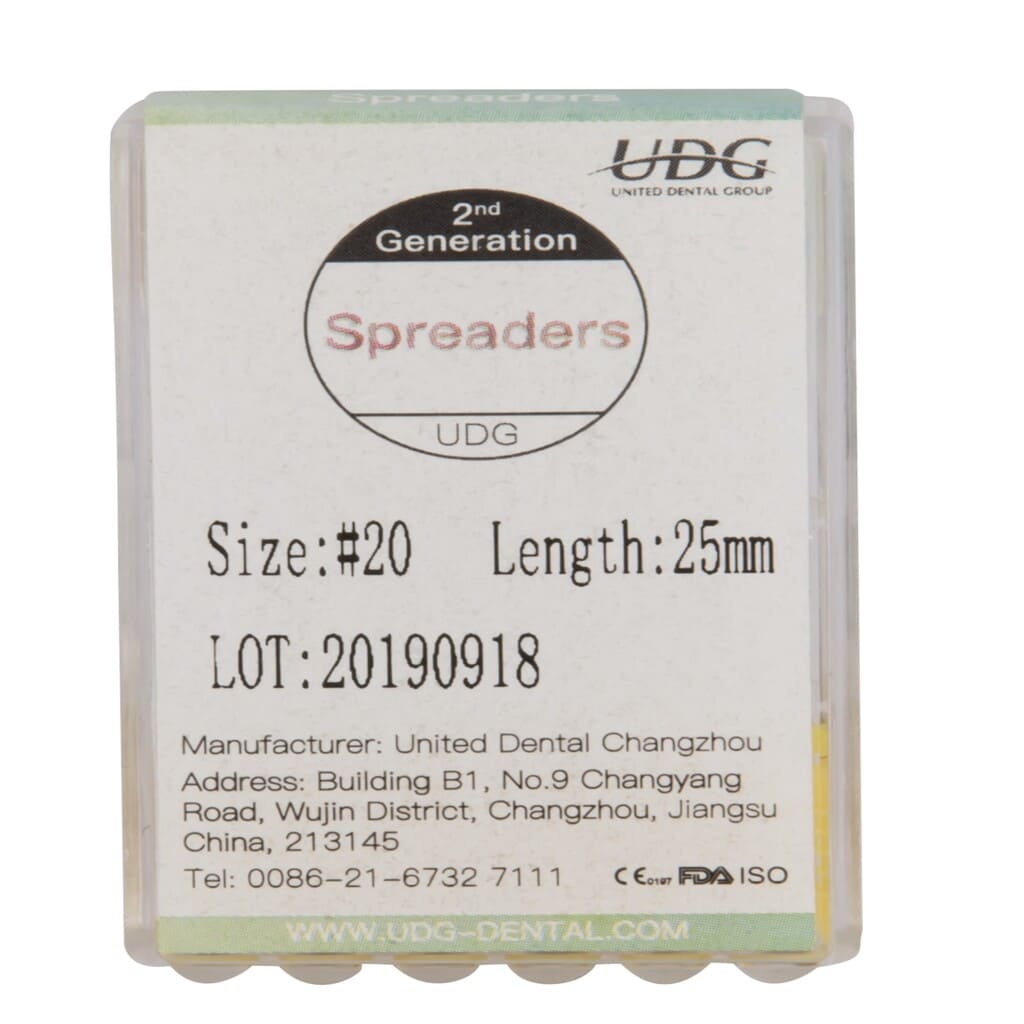 Spreaders
UDG
UNITED DENTAL GROUP
2nd
Generation
Spreaders
UDG
Size:#20 Length:25mm
LOT:20190918
Manufacturer: United Dental Changzhou
Address: Building B1, No.9 Changyang
Road, Wujin District, Changzhou, Jiangsu
China, 213145
Tel: 0086-21-6732 7111 CE0197 FDA ISO
WWW.UDG-DENTAL.COM